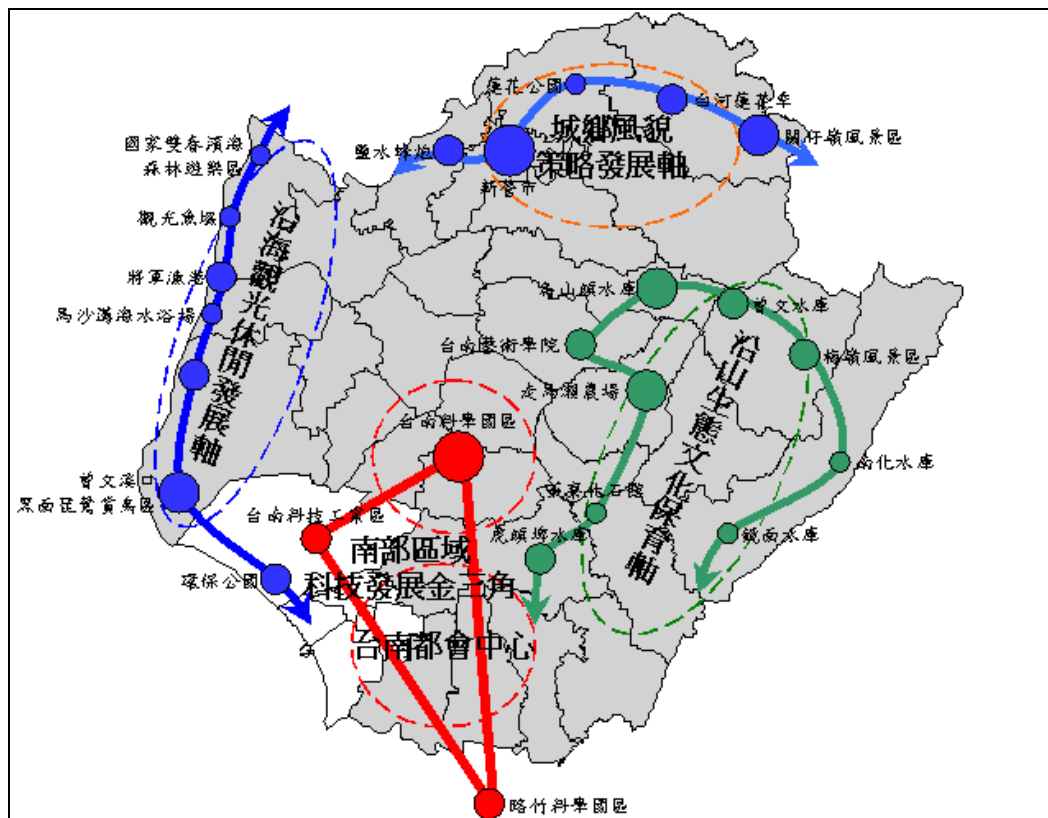 蓮花公園
白河蓮花季
城鄉風貌
策略發展軸
關仔嶺風景區
鹽水蜂炮
新營市
國家雙春濱海
森林遊樂區
觀光魚塭
將軍漁港
馬沙溝海水浴場
沿海觀光休閒發展軸
烏山頭水庫
曾文水庫
台南藝術學院
梅嶺風景區
走馬瀨農場
沿山生態文化保育軸
台南科學園區
曾文溪口
黑面琵鷺賞鳥區
南化水庫
台南科技工業區
虎頭埤水庫
鏡面水庫
南部區域
科技發展金三角
環保公園
台南都會中心
路竹科學園區